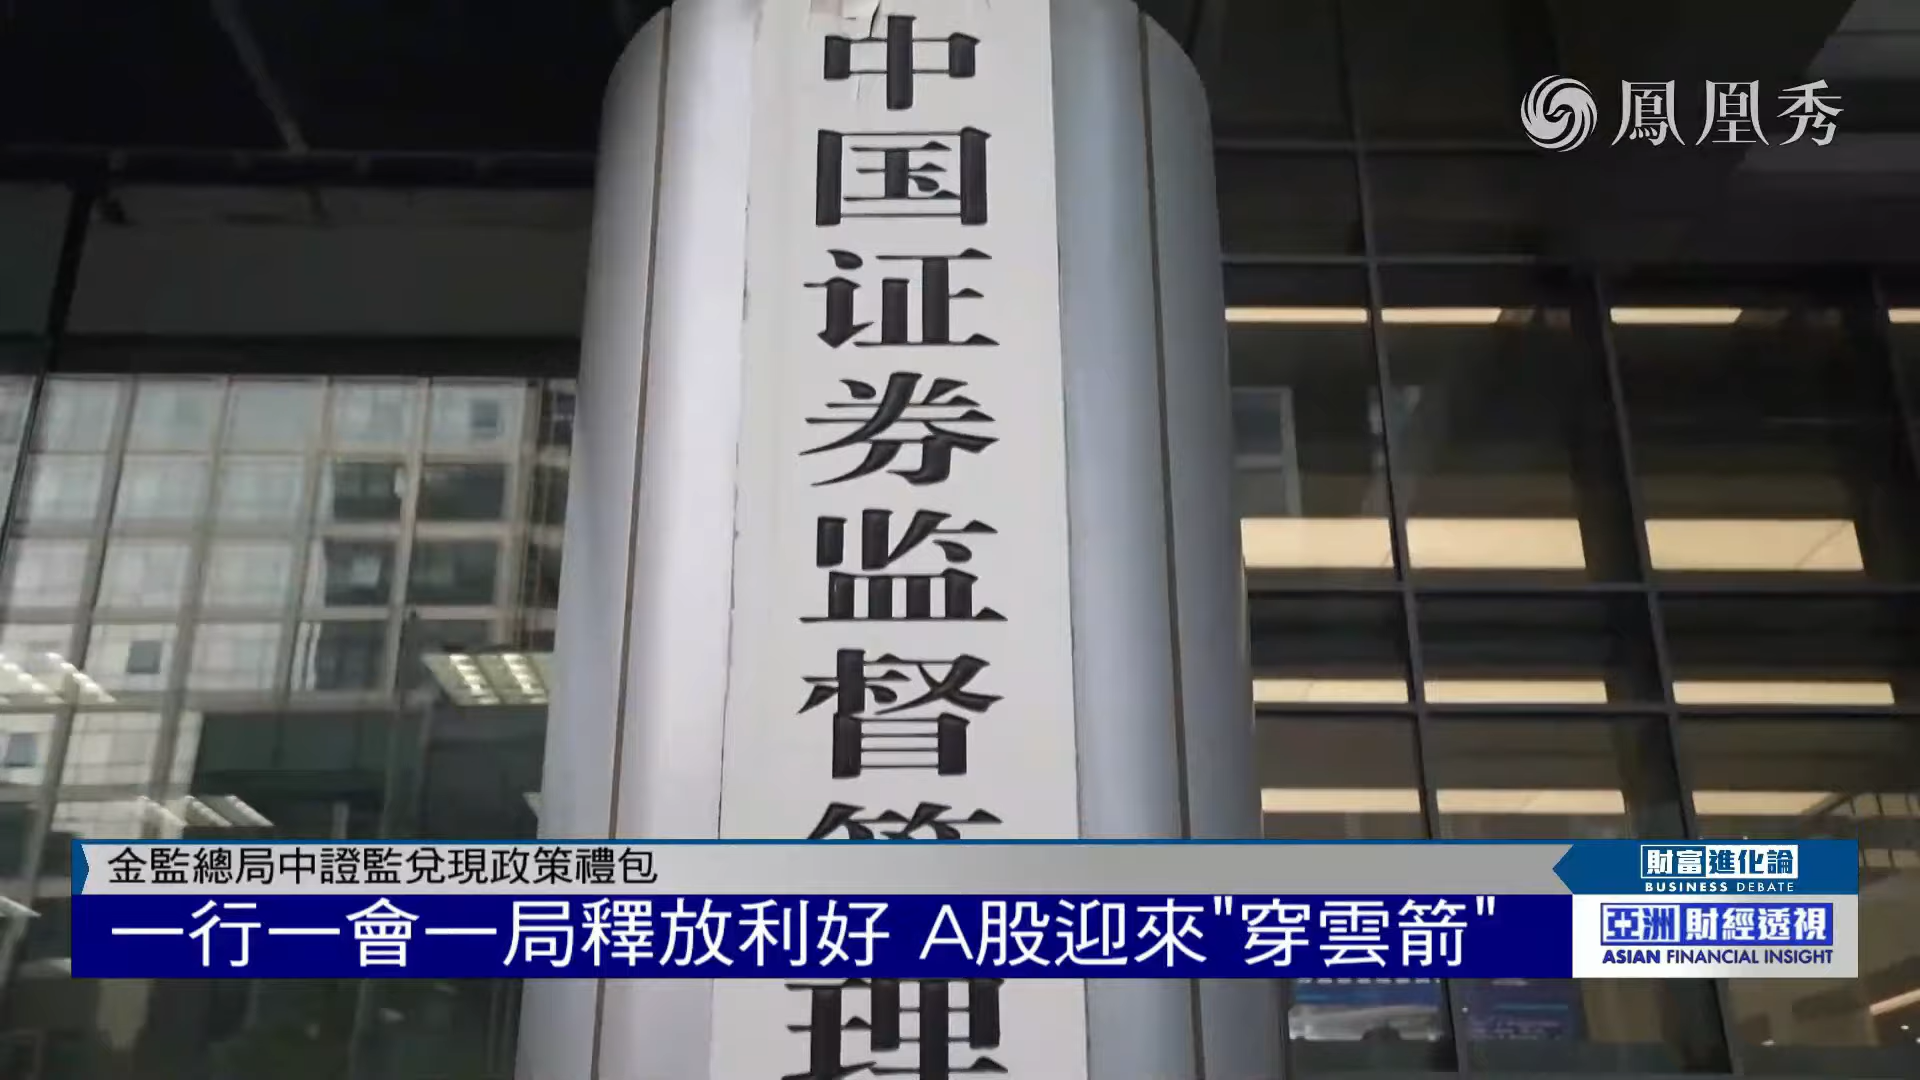 中国证券监督管理
鳳凰秀
金監總局中證監兌現政策禮包
一行一會一局釋放利好 A股迎來"穿雲箭"
財富進化論
BUSINESS DEBATE
亞洲財經透視
ASIAN FINANCIAL INSIGHT